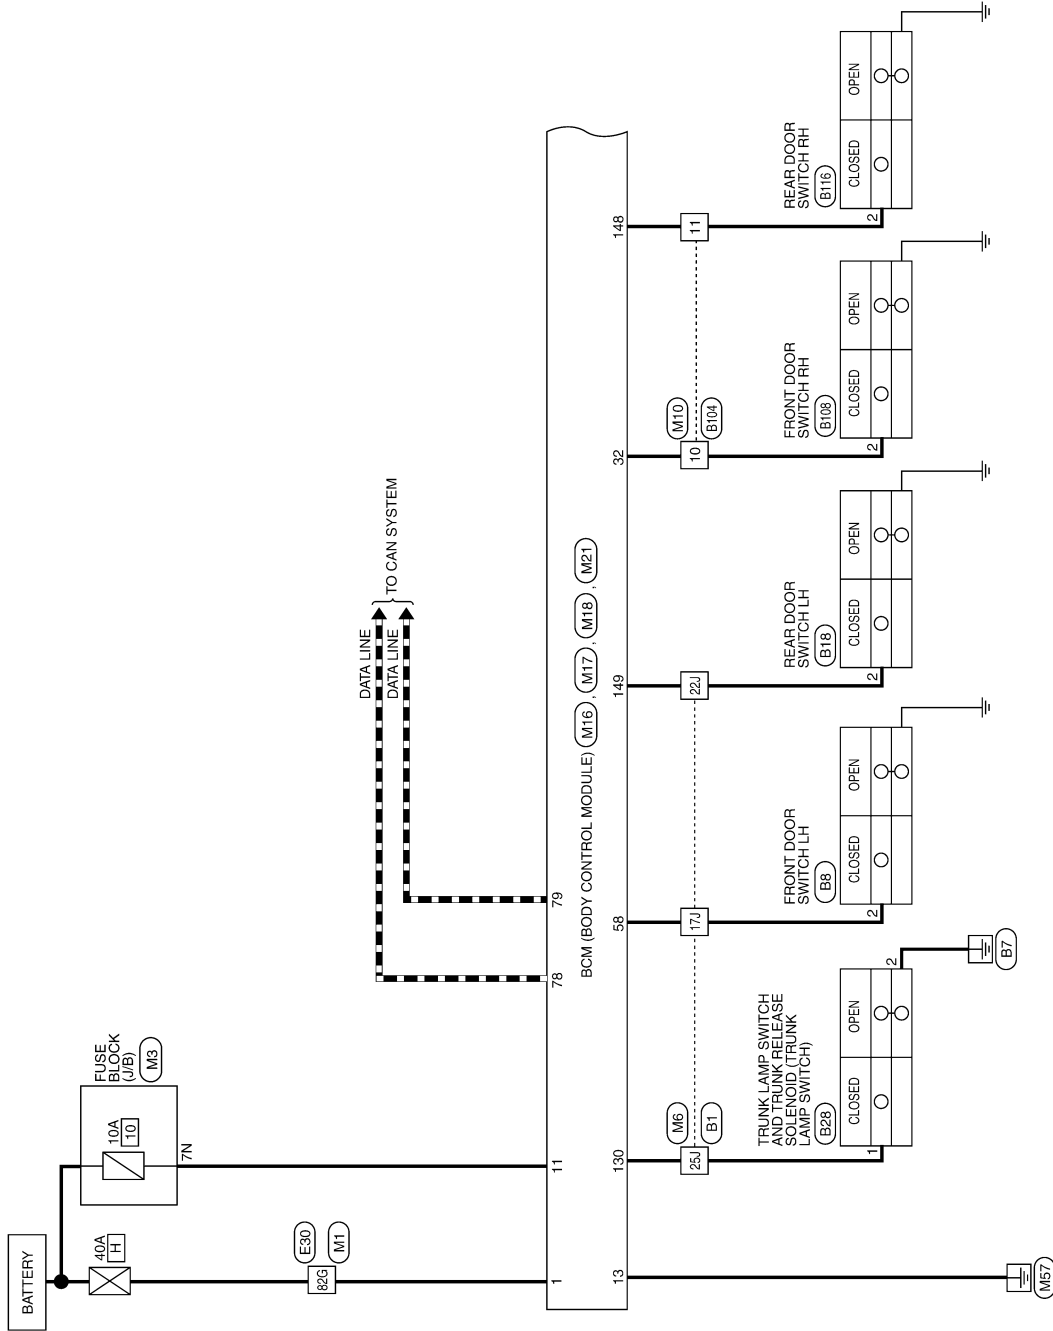 BATTERY
40A
H
10A
10
FUSE
BLOCK
(J/B)
M3
7N
E30
82G
M1
DATA LINE
DATA LINE
TO CAN SYSTEM
1
11
78
79
BCM (BODY CONTROL MODULE) M16 , M17 , M18 , M21
13
130
58
149
32
148
M6
25J
B1
17J
22J
M10
10
B104
11
TRUNK LAMP SWITCH
AND TRUNK RELEASE
SOLENOID (TRUNK
LAMP SWITCH)
B28
CLOSED
OPEN
1
2
FRONT DOOR
SWITCH LH
B8
CLOSED
OPEN
2
REAR DOOR
SWITCH LH
B18
CLOSED
OPEN
2
FRONT DOOR
SWITCH RH
B108
CLOSED
OPEN
2
REAR DOOR
SWITCH RH
B116
CLOSED
OPEN
2
M57
B7